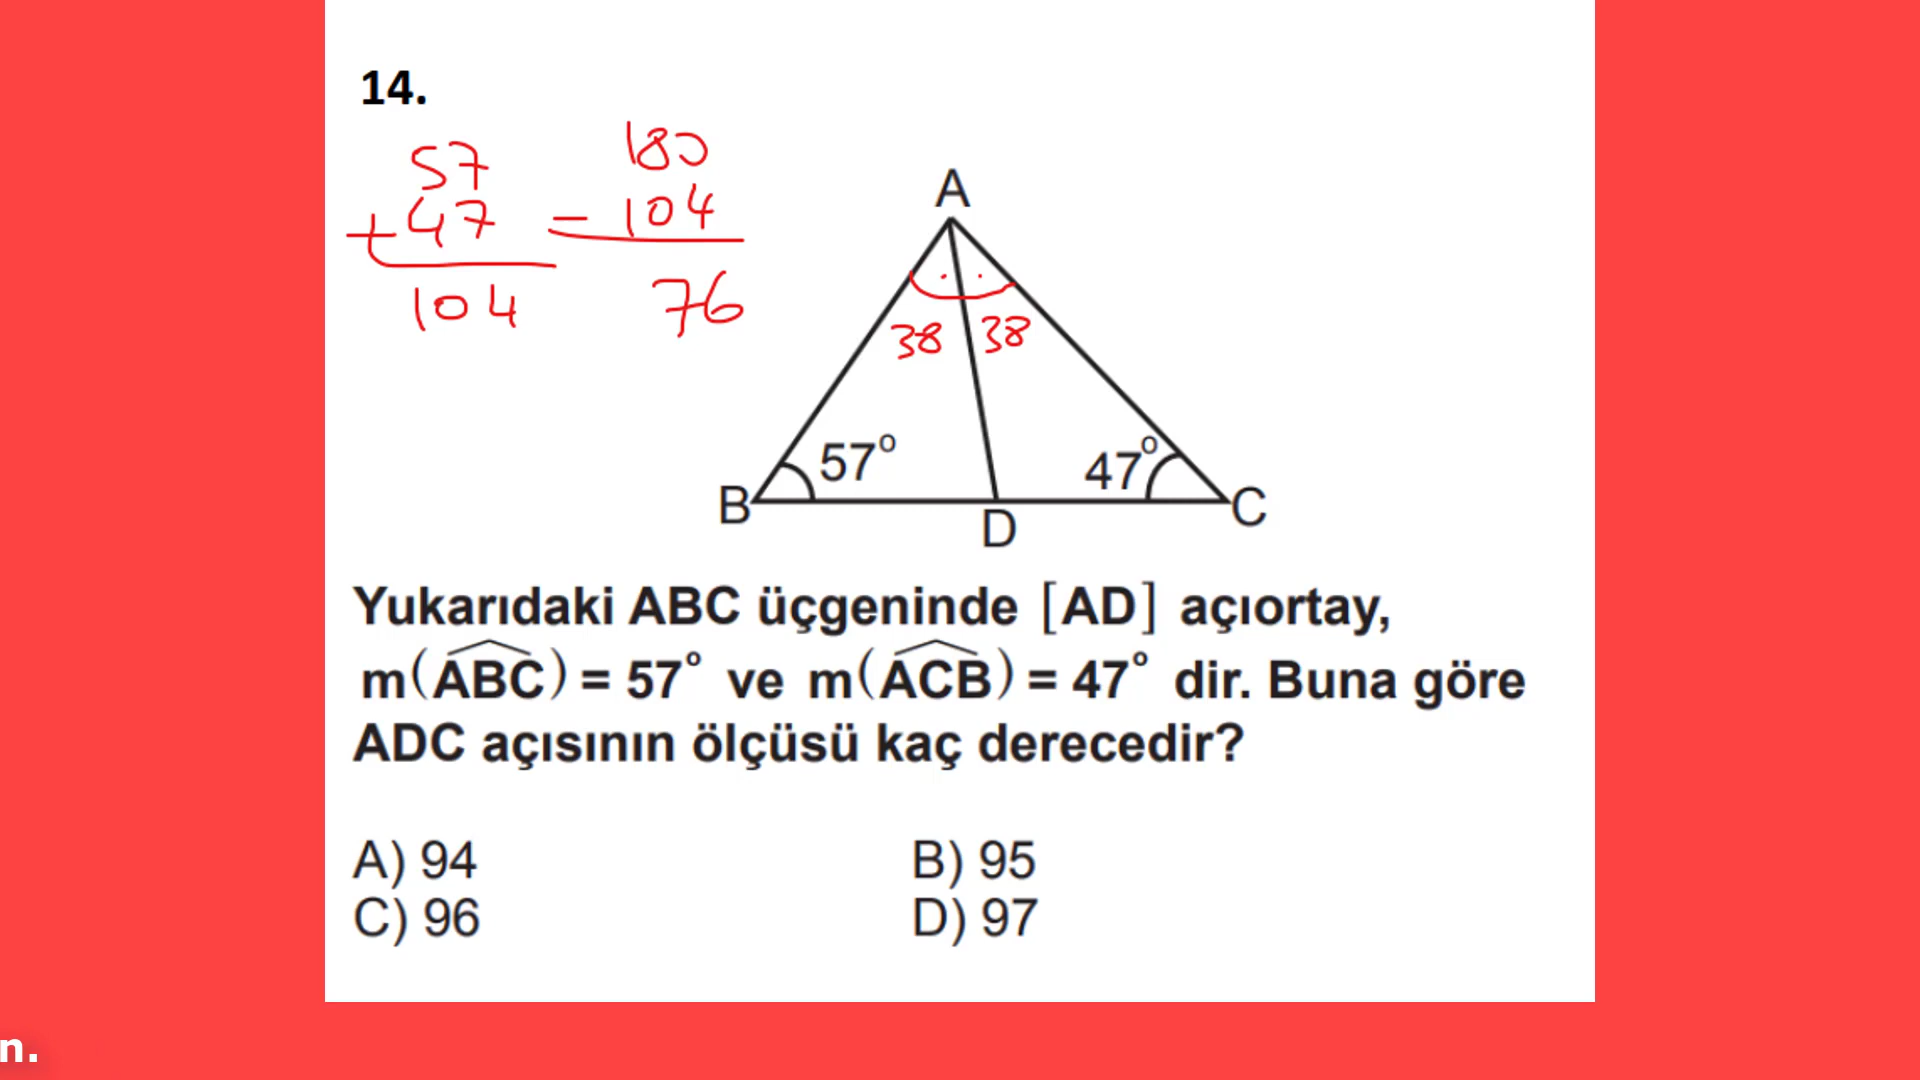 14.
57
+47
104
180
- 104
76
A
38 38
57°
47°
B
D
C
Yukarıdaki ABC üçgeninde [AD] açıortay,
m(ABC) = 57° ve m(ACB) = 47° dir. Buna göre
ADC açısının ölçüsü kaç derecedir?
A) 94
B) 95
C) 96
D) 97
n.